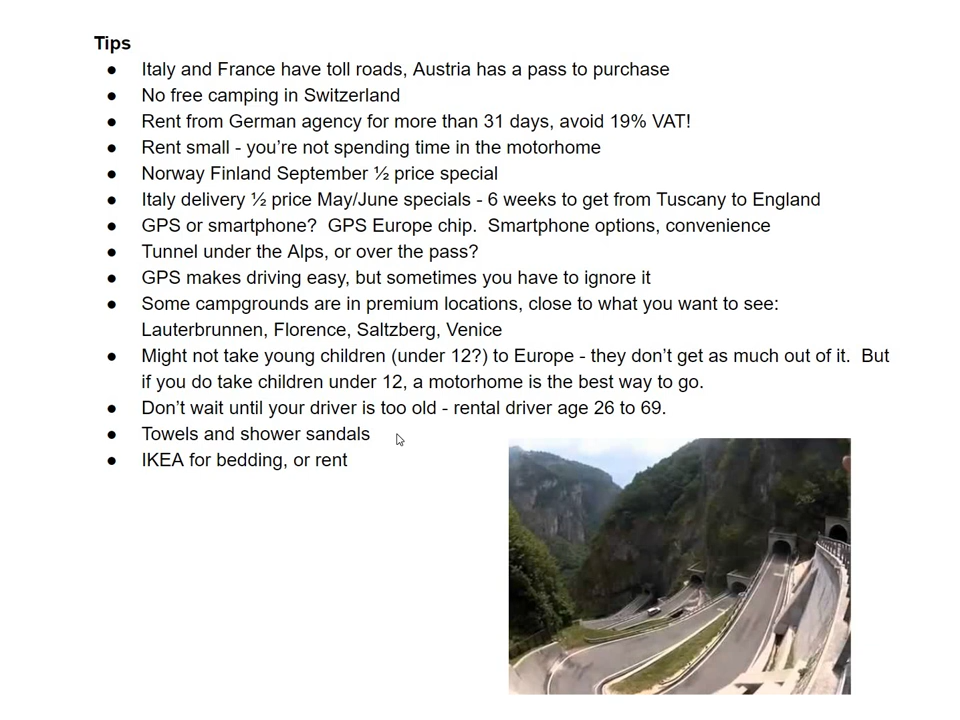 Tips
● Italy and France have toll roads, Austria has a pass to purchase
● No free camping in Switzerland
● Rent from German agency for more than 31 days, avoid 19% VAT!
● Rent small - you’re not spending time in the motorhome
● Norway Finland September ½ price special
● Italy delivery ½ price May/June specials - 6 weeks to get from Tuscany to England
● GPS or smartphone?  GPS Europe chip.  Smartphone options, convenience
● Tunnel under the Alps, or over the pass?
● GPS makes driving easy, but sometimes you have to ignore it
● Some campgrounds are in premium locations, close to what you want to see:
Lauterbrunnen, Florence, Saltzberg, Venice
● Might not take young children (under 12?) to Europe - they don’t get as much out of it.  But
if you do take children under 12, a motorhome is the best way to go.
● Don’t wait until your driver is too old - rental driver age 26 to 69.
● Towels and shower sandals
● IKEA for bedding, or rent